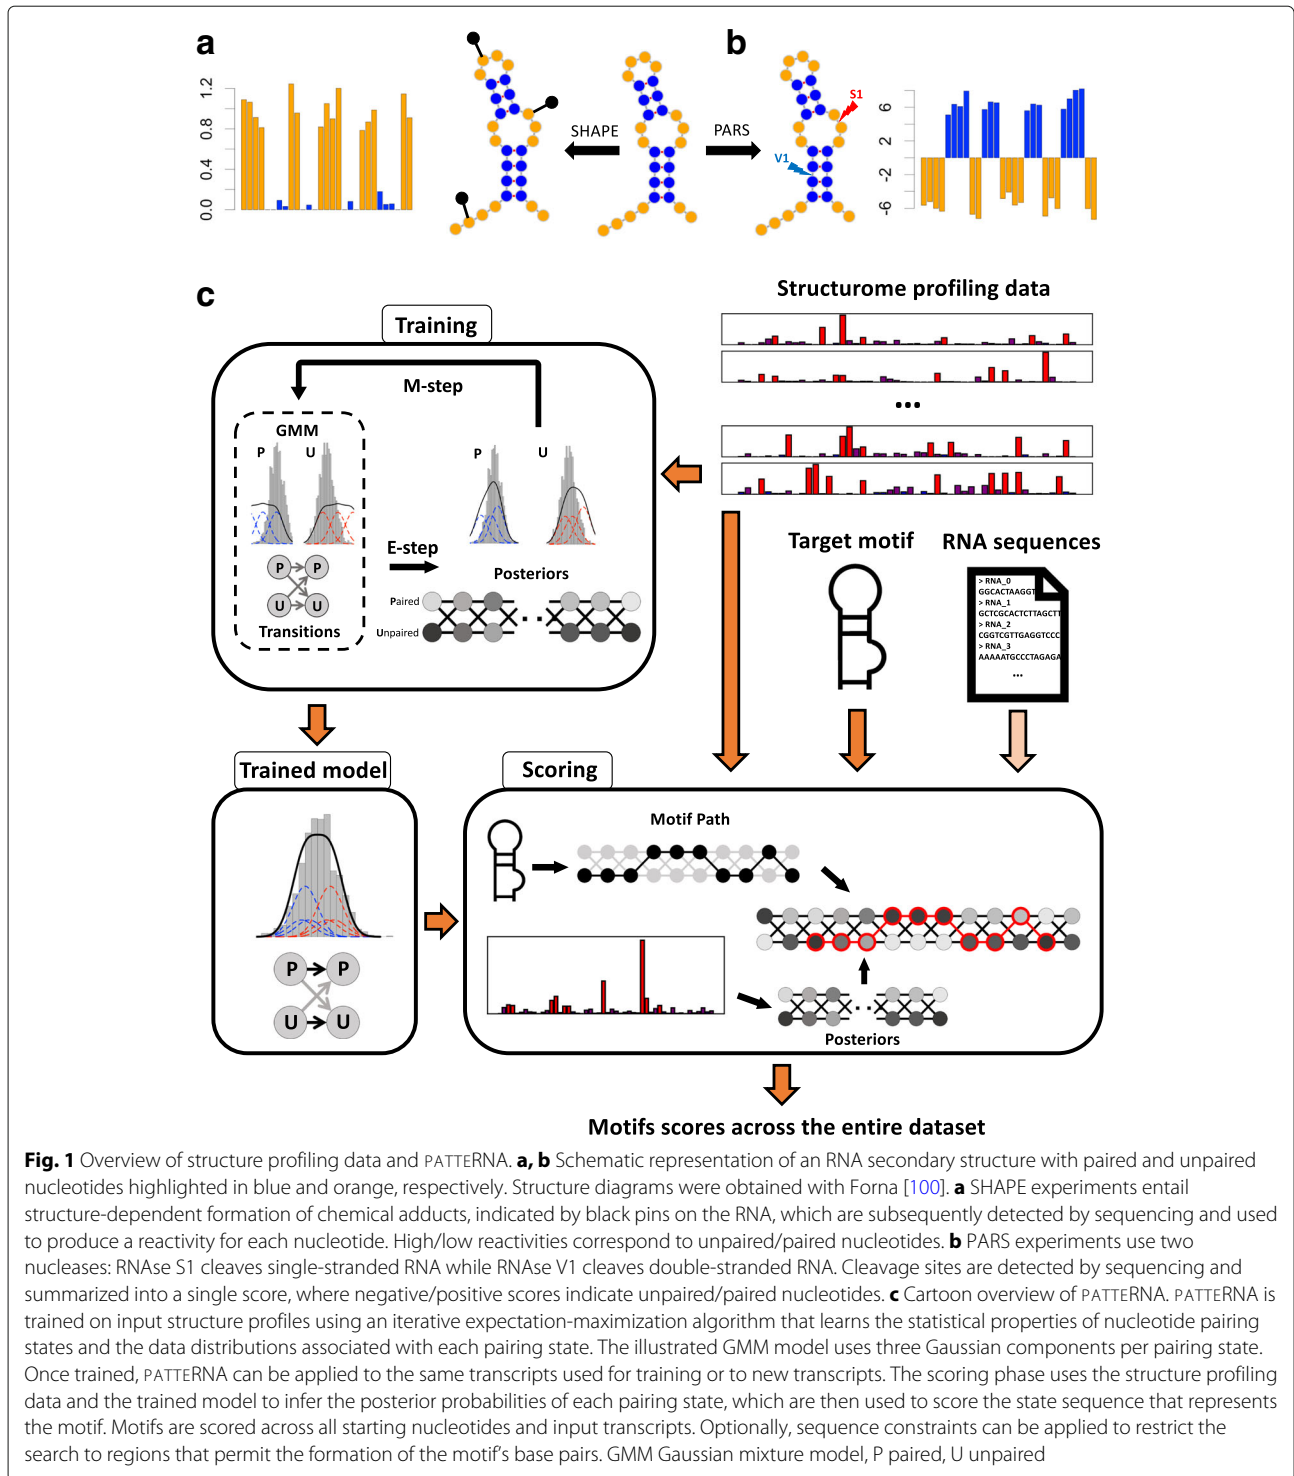 a
1.2
0.8
0.4
0.0
SHAPE
PARS
b
S1
V1
6
2
-2
-6
c
Structurome profiling data
...
Training
M-step
GMM
P
U
P
U
E-step
P P
U U
Transitions
Posteriors
Paired
Unpaired
Target motif
RNA sequences
> RNA_0
GGCACTAAGGT
> RNA_1
GCTCGCACTCTTAGCTT
> RNA_2
CGGTCGTTGAGGTCCC
> RNA_3
AAAAATGCCCTAGAGA
...
Trained model
P P
U U
Scoring
Motif Path
Posteriors
Motifs scores across the entire dataset
Fig. 1 Overview of structure profiling data and PATTERNA. a, b Schematic representation of an RNA secondary structure with paired and unpaired
nucleotides highlighted in blue and orange, respectively. Structure diagrams were obtained with Forna [100]. a SHAPE experiments entail
structure-dependent formation of chemical adducts, indicated by black pins on the RNA, which are subsequently detected by sequencing and used
to produce a reactivity for each nucleotide. High/low reactivities correspond to unpaired/paired nucleotides. b PARS experiments use two
nucleases: RNAse S1 cleaves single-stranded RNA while RNAse V1 cleaves double-stranded RNA. Cleavage sites are detected by sequencing and
summarized into a single score, where negative/positive scores indicate unpaired/paired nucleotides. c Cartoon overview of PATTERNA. PATTERNA is
trained on input structure profiles using an iterative expectation-maximization algorithm that learns the statistical properties of nucleotide pairing
states and the data distributions associated with each pairing state. The illustrated GMM model uses three Gaussian components per pairing state.
Once trained, PATTERNA can be applied to the same transcripts used for training or to new transcripts. The scoring phase uses the structure profiling
data and the trained model to infer the posterior probabilities of each pairing state, which are then used to score the state sequence that represents
the motif. Motifs are scored across all starting nucleotides and input transcripts. Optionally, sequence constraints can be applied to restrict the
search to regions that permit the formation of the motif's base pairs. GMM Gaussian mixture model, P paired, U unpaired